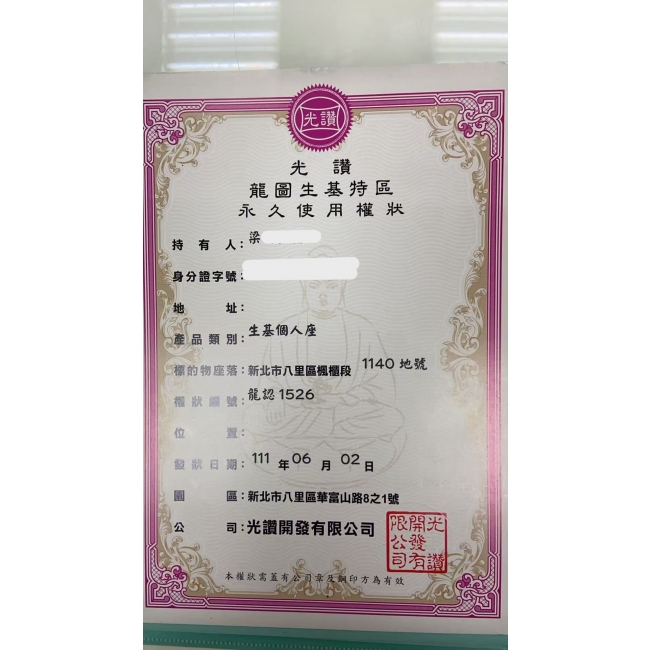 光讚
光讚
龍圖生基特區
永久使用權狀
持有人：梁
身分證字號：
地址：
產品類別：生基個人座
標的物座落：新北市八里區楓櫃段 1140 地號
權狀編號：龍認 1526
位置：
發狀日期：111 年 06 月 02 日
園區：新北市八里區華富山路8之1號
公司：光讚開發有限公司
光讚開發有限公司
本權狀需蓋有公司章及鋼印方為有效